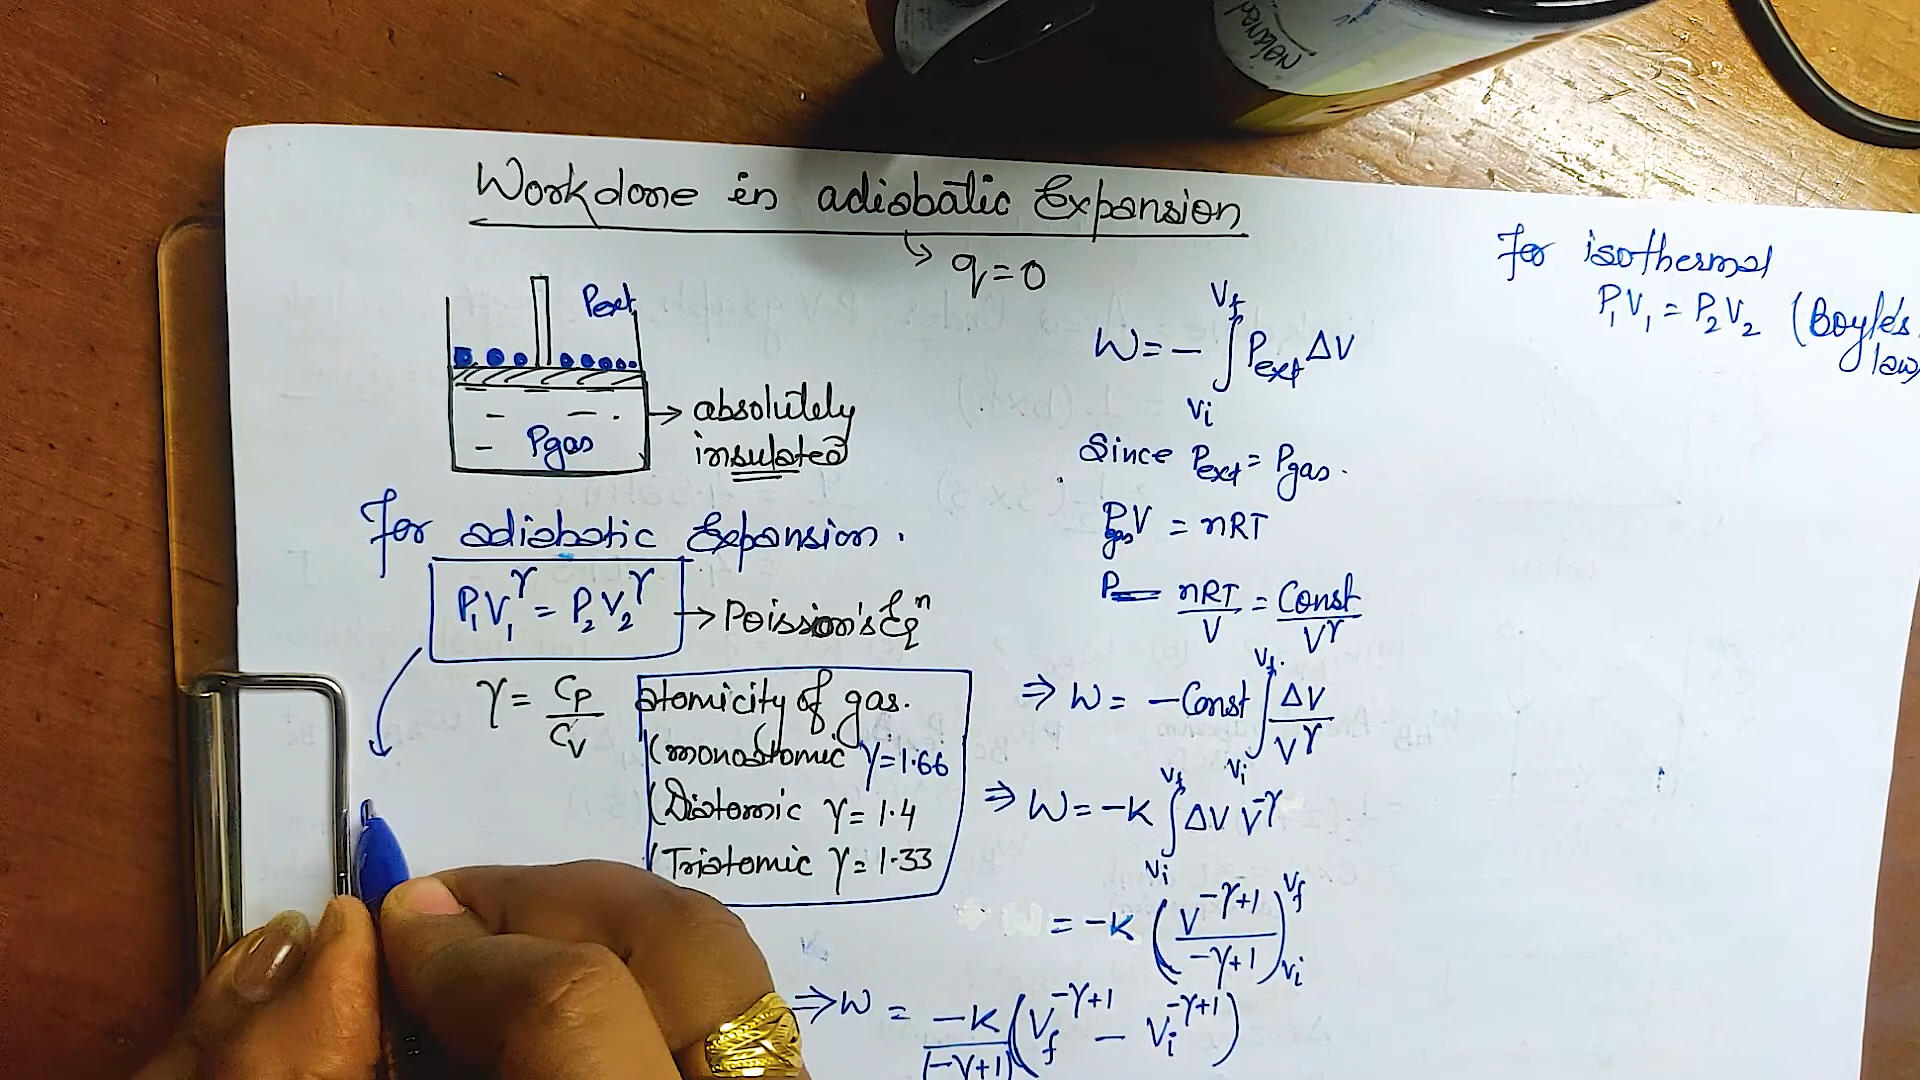 Workdone in adiabatic Expansion
q=0
Pext
Pgas
absolutely
insulated
For adiabatic Expansion.
P₁V₁^γ = P₂V₂^γ → Poission's Eqⁿ
γ = Cp/Cv
atomicity of gas.
(monoatomic γ=1.66
(Diatomic γ= 1.4
(Triatomic γ= 1.33
W= - ∫Vi^Vf Pext ΔV
Since Pext = Pgas.
PgasV = nRT
P= nRT/V = Const/V^γ
⇒ W = -Const ∫Vi^Vf. ΔV/V^γ
⇒ W= -K ∫Vi^Vf ΔV V^-γ
= -K (V^-γ+1/-γ+1)Vi^Vf
⇒W = -K/(-γ+1) (Vf^-γ+1 - Vi^-γ+1)
For isothermal
P₁V₁ = P₂V₂ (Boyle's
law)